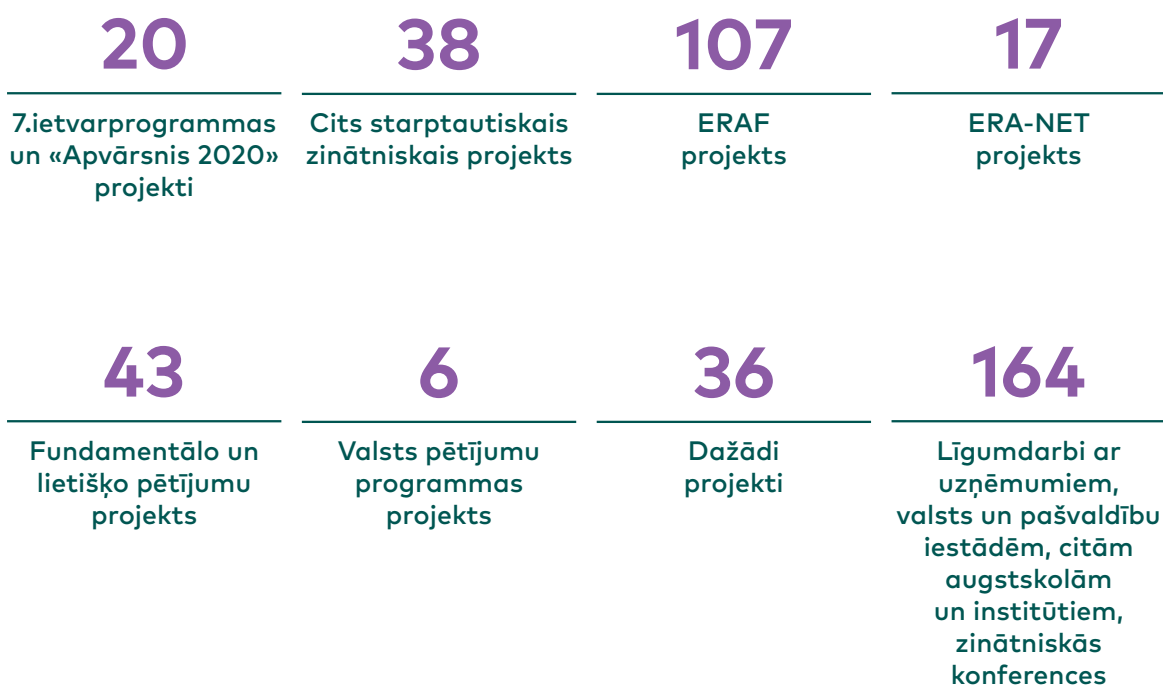 20
7.ietvarprogrammas
un «Apvārsnis 2020»
projekti
38
Cits starptautiskais
zinātniskais projekts
107
ERAF
projekts
17
ERA-NET
projekts
43
Fundamentālo un
lietišķo pētījumu
projekts
6
Valsts pētījumu
programmas
projekts
36
Dažādi
projekti
164
Līgumdarbi ar
uzņēmumiem,
valsts un pašvaldību
iestādēm, citām
augstskolām
un institūtiem,
zinātniskās
konferences